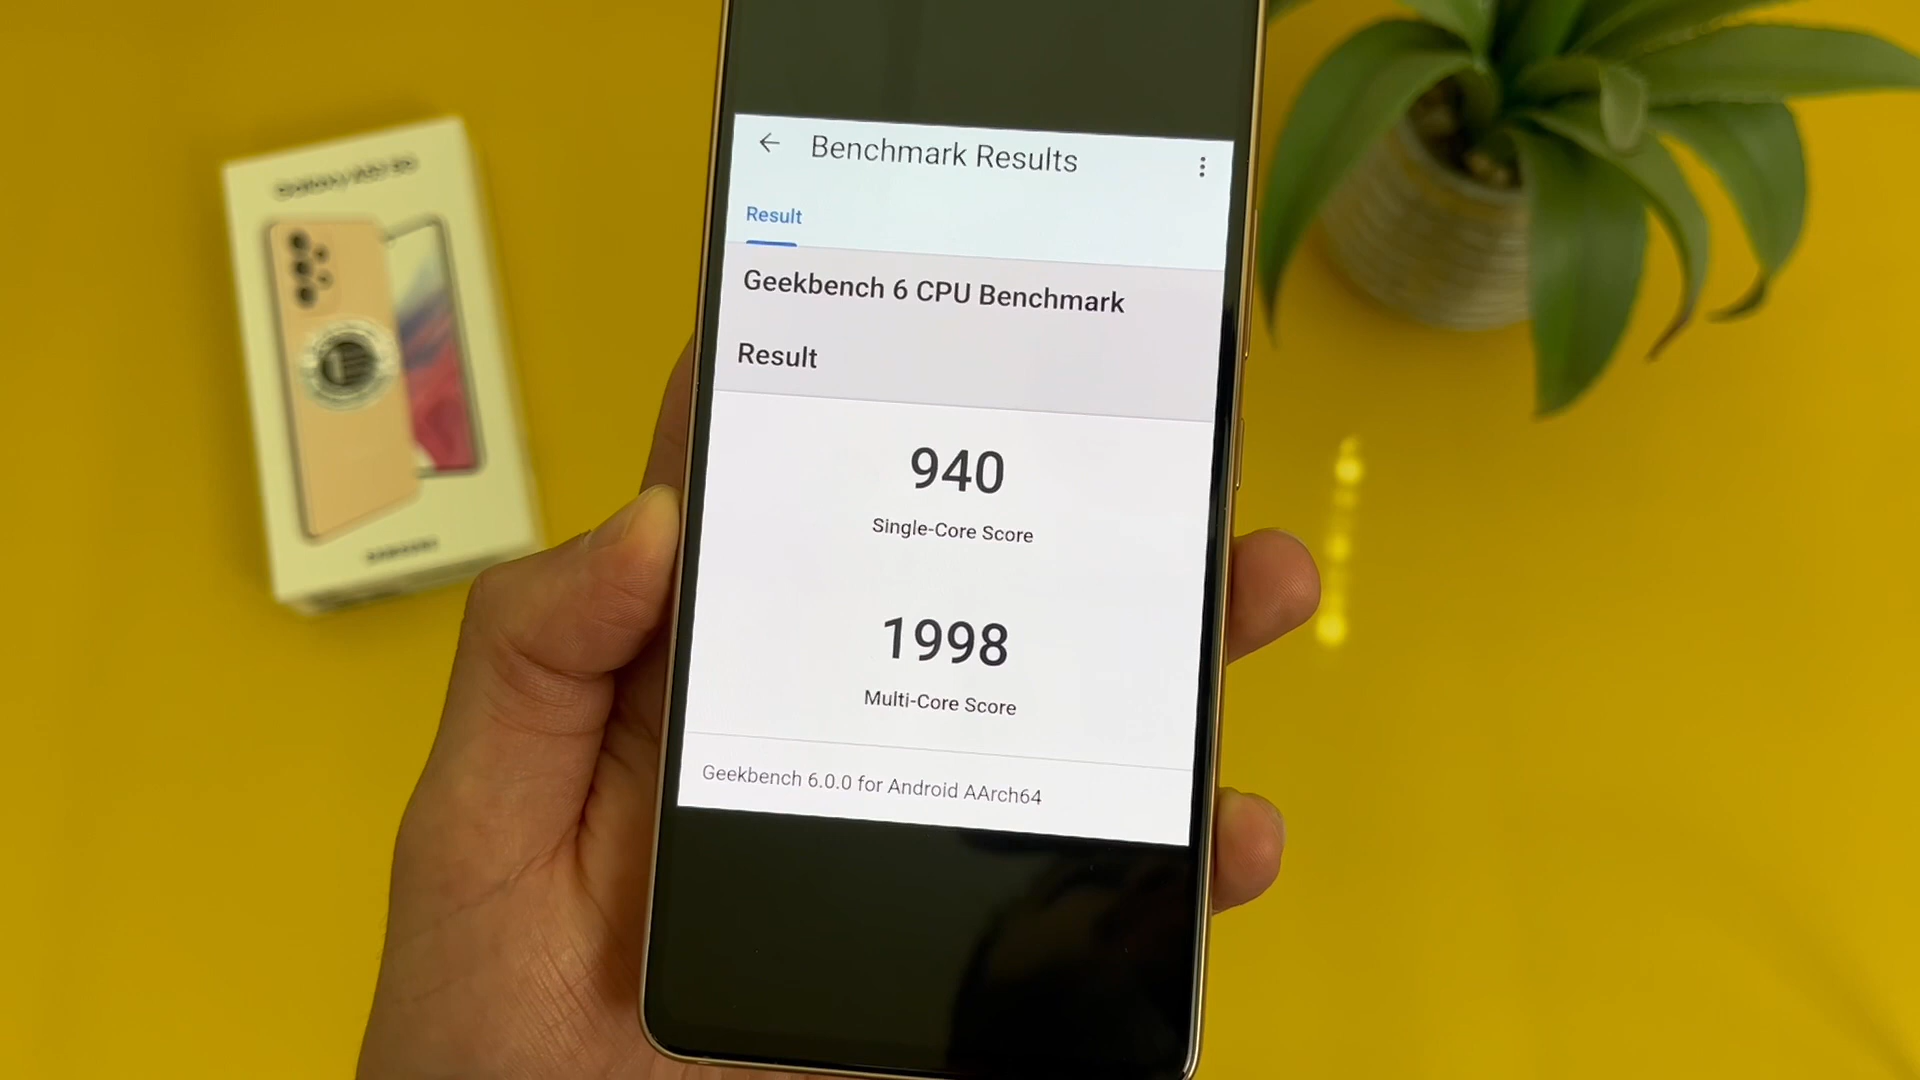 Benchmark Results
Result
Geekbench 6 CPU Benchmark
Result
940
Single-Core Score
1998
Multi-Core Score
Geekbench 6.0.0 for Android AArch64
SAMSUNG